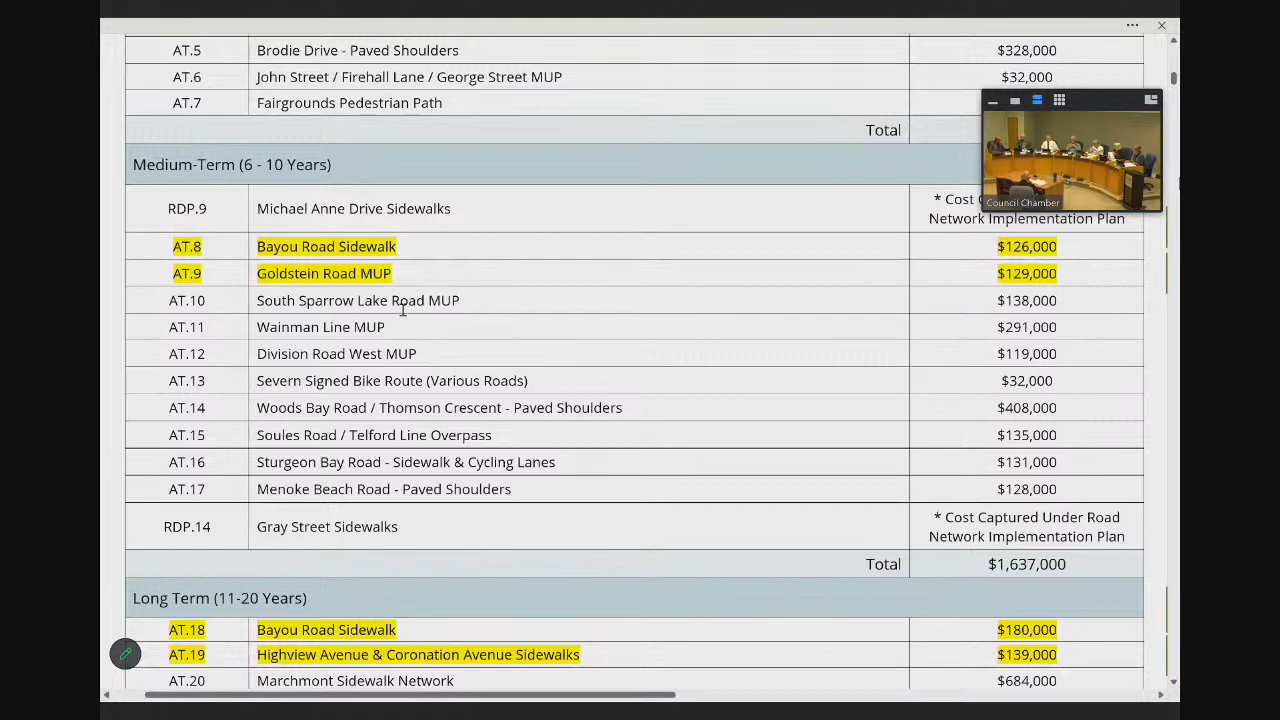 AT.5 Brodie Drive - Paved Shoulders $328,000
AT.6 John Street / Firehall Lane / George Street MUP $32,000
AT.7 Fairgrounds Pedestrian Path
Total
Medium-Term (6 - 10 Years)
RDP.9 Michael Anne Drive Sidewalks * Cost
Network Implementation Plan
Council Chamber
AT.8 Bayou Road Sidewalk $126,000
AT.9 Goldstein Road MUP $129,000
AT.10 South Sparrow Lake Road MUP $138,000
AT.11 Wainman Line MUP $291,000
AT.12 Division Road West MUP $119,000
AT.13 Severn Signed Bike Route (Various Roads) $32,000
AT.14 Woods Bay Road / Thomson Crescent - Paved Shoulders $408,000
AT.15 Soules Road / Telford Line Overpass $135,000
AT.16 Sturgeon Bay Road - Sidewalk & Cycling Lanes $131,000
AT.17 Menoke Beach Road - Paved Shoulders $128,000
RDP.14 Gray Street Sidewalks * Cost Captured Under Road
Network Implementation Plan
Total $1,637,000
Long Term (11-20 Years)
AT.18 Bayou Road Sidewalk $180,000
AT.19 Highview Avenue & Coronation Avenue Sidewalks $139,000
AT.20 Marchmont Sidewalk Network $684,000